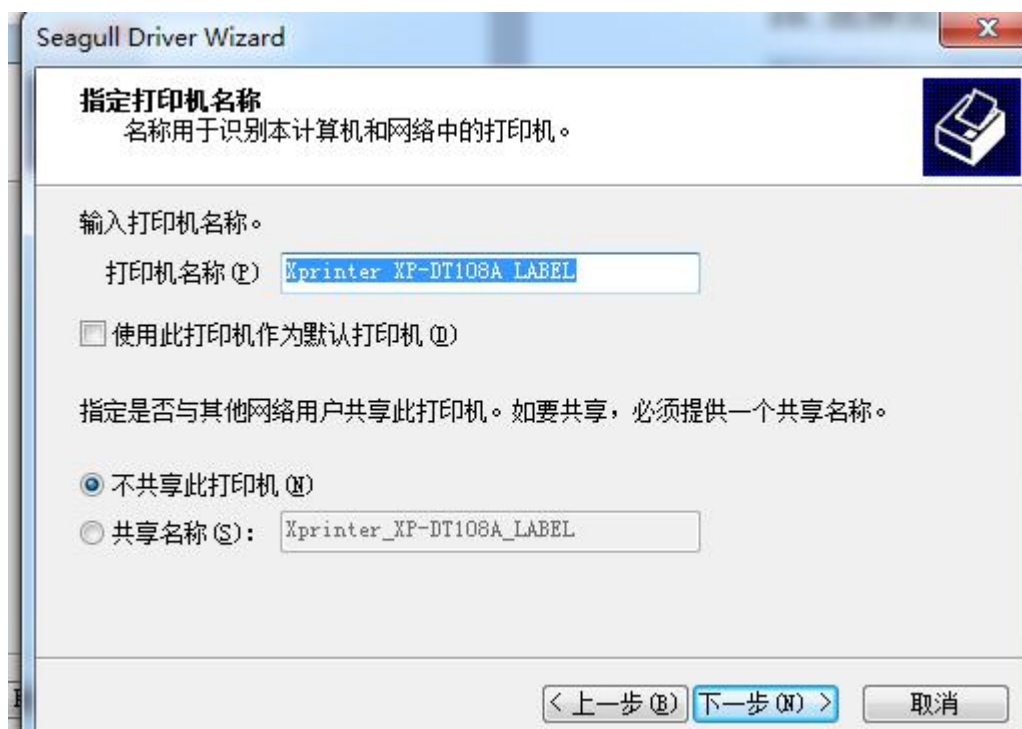 Seagull Driver Wizard
指定打印机名称
名称用于识别本计算机和网络中的打印机。
输入打印机名称。
打印机名称(P) Xprinter XP-DT108A LABEL
使用此打印机作为默认打印机(D)
指定是否与其他网络用户共享此打印机。如要共享，必须提供一个共享名称。
不共享此打印机(N)
共享名称(S): Xprinter_XP-DT108A_LABEL
< 上一步(B) 下一步(N) > 取消